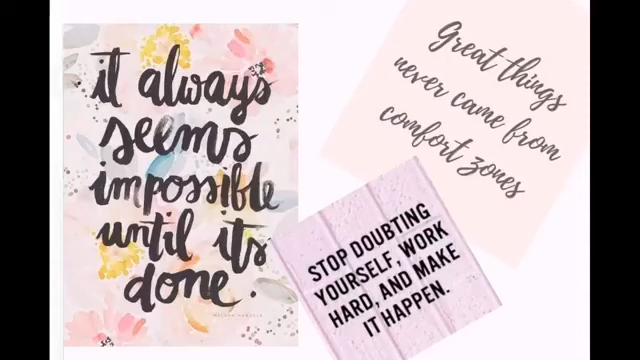 it always
seems
impossible
until it's
done.
Great things
never came from
comfort zones
STOP DOUBTING
YOURSELF, WORK
HARD, AND MAKE
IT HAPPEN.